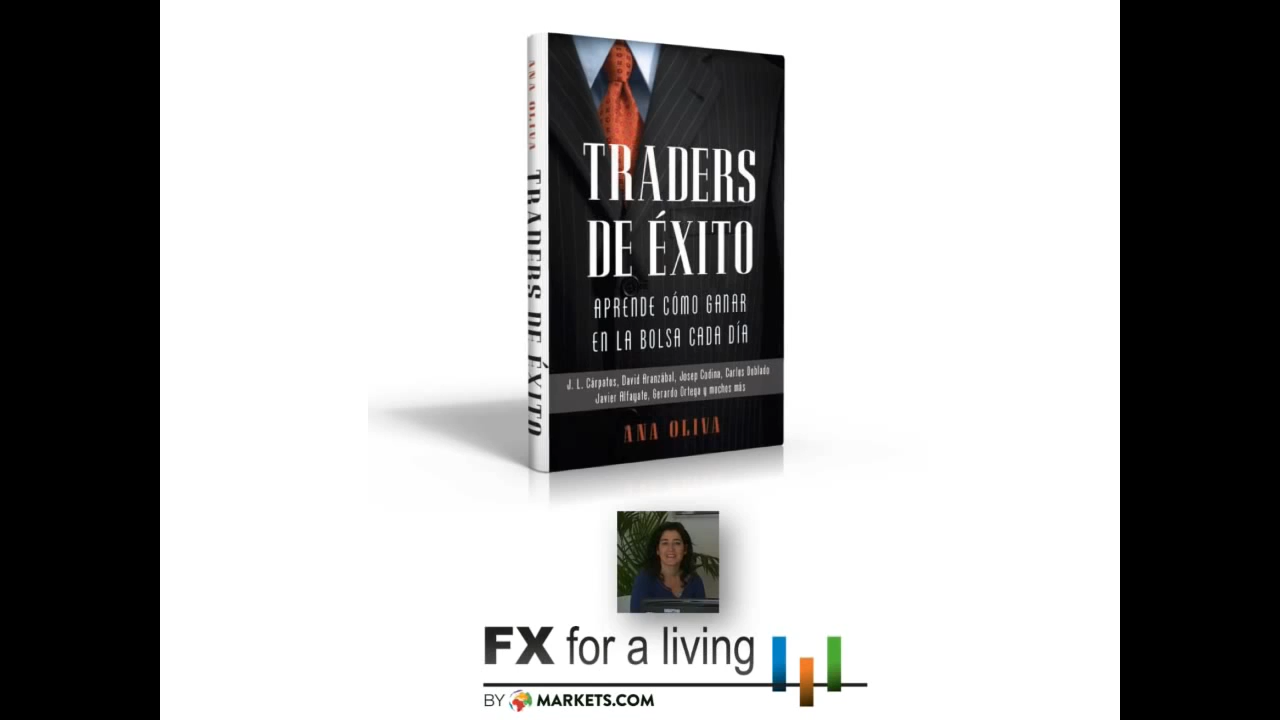 ANA OLIVA TRADERS DE ÉXITO
TRADERS
DE ÉXITO
APRENDE CÓMO GANAR
EN LA BOLSA CADA DÍA
J. L. Cárpatos, David Aranzábal, Josep Codina, Carlos Doblado
Javier Alfayate, Gerardo Ortega y muchos más
ANA OLIVA
FX for a living
BY MARKETS.COM